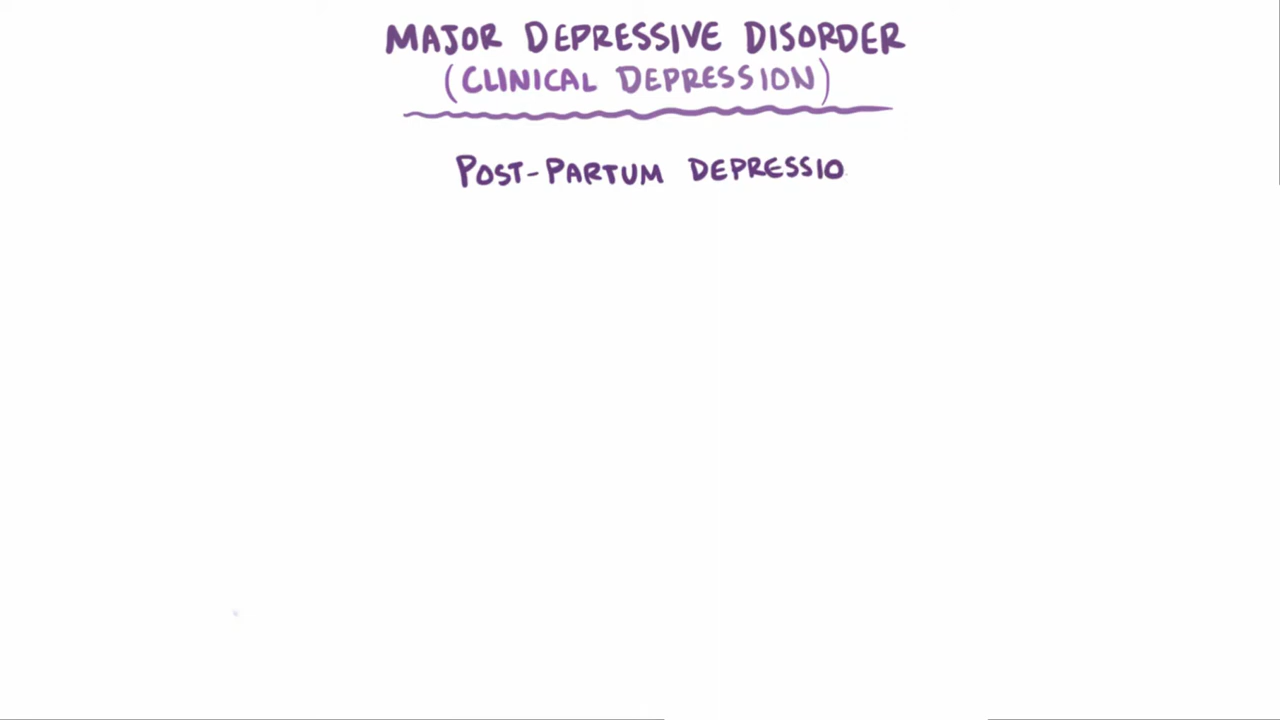 MAJOR DEPRESSIVE DISORDER
(CLINICAL DEPRESSION)
POST-PARTUM DEPRESSIO